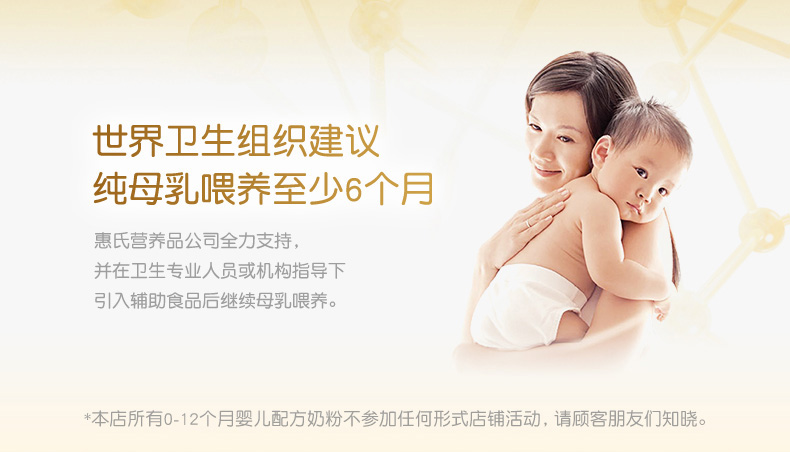 世界卫生组织建议
纯母乳喂养至少6个月
惠氏营养品公司全力支持，
并在卫生专业人员或机构指导下
引入辅助食品后继续母乳喂养。
*本店所有0-12个月婴儿配方奶粉不参加任何形式店铺活动，请顾客朋友们知晓。